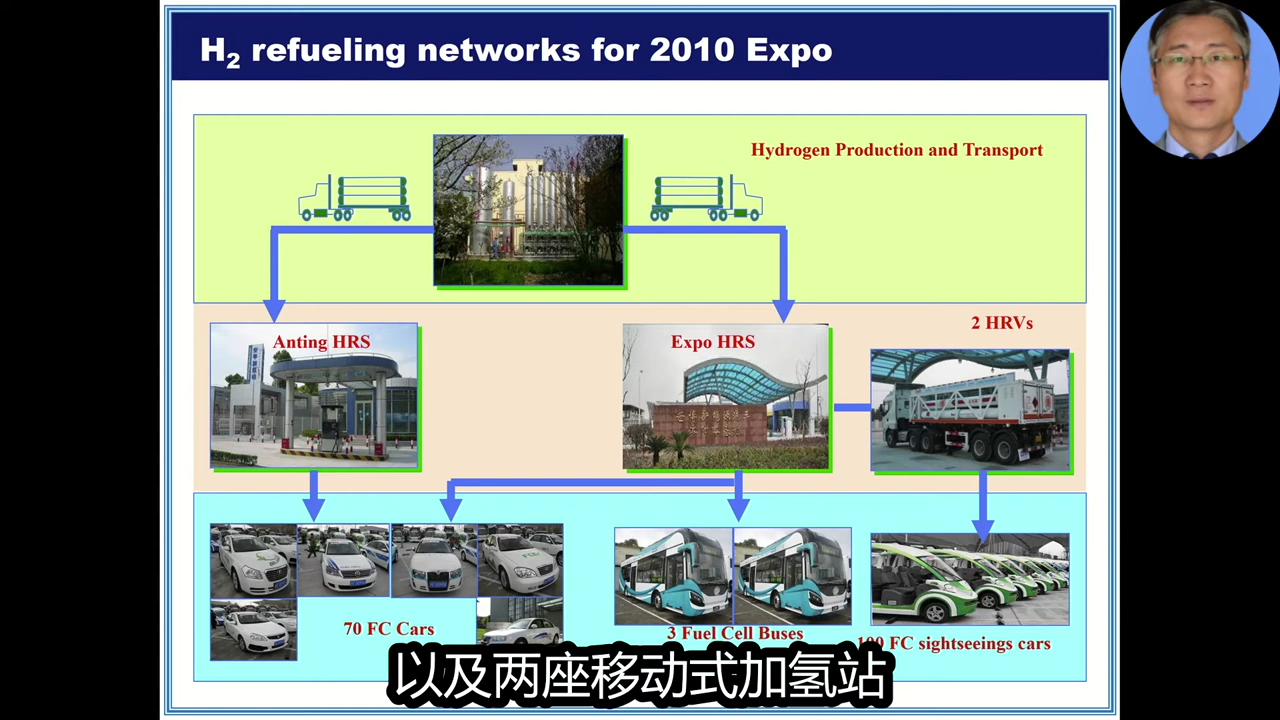 H2 refueling networks for 2010 Expo
Hydrogen Production and Transport
2 HRVs
Anting HRS
Expo HRS
70 FC Cars
3 Fuel Cell Buses
100 FC sightseeings cars
以及两座移动式加氢站